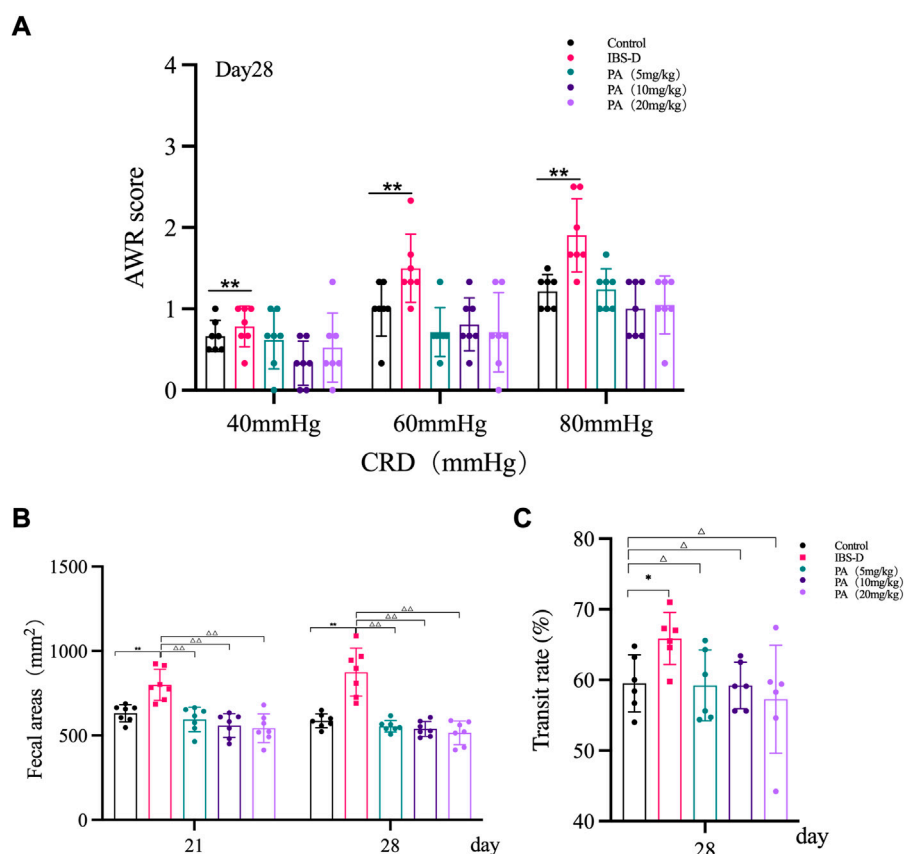 A
Day28
Control
IBS-D
PA（5mg/kg）
PA（10mg/kg）
PA（20mg/kg）
AWR score
4
3
2
1
0
**
**
**
40mmHg
60mmHg
80mmHg
CRD（mmHg）
B
Fecal areas（mm²）
1500
1000
500
0
**
△△
△△
△△
**
△△
△△
△△
21
28
day
C
Control
IBS-D
PA（5mg/kg）
PA（10mg/kg）
PA（20mg/kg）
Transit rate（%）
80
70
60
50
40
△
△
△
*
28
day